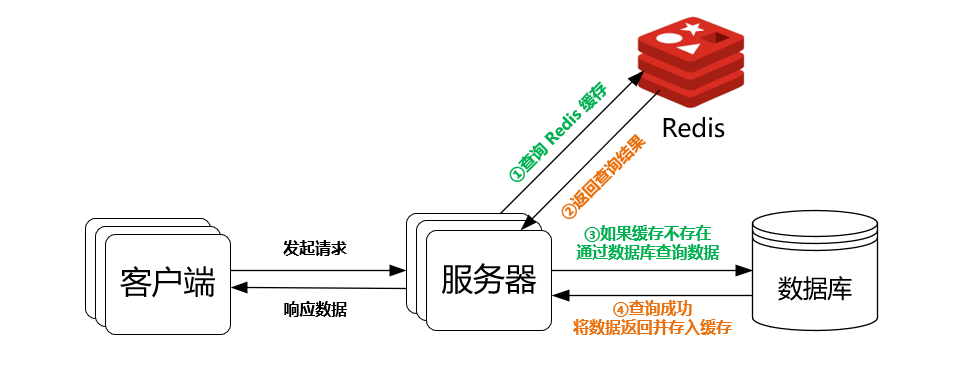 Redis
①查询 Redis 缓存
②返回查询结果
客户端
发起请求
响应数据
服务器
③如果缓存不存在
通过数据库查询数据
④查询成功
将数据返回并存入缓存
数据库